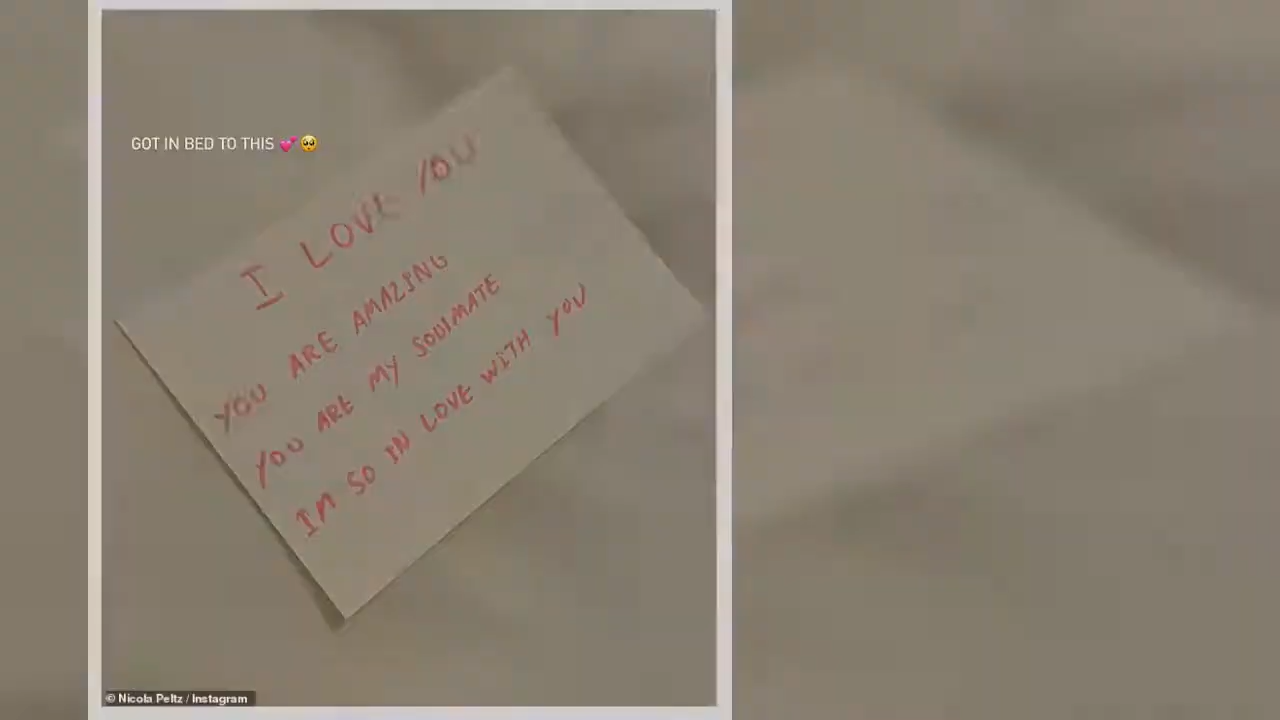 GOT IN BED TO THIS 💕🥺
I LOVE YOU
YOU ARE AMAZING
YOU ARE MY SOULMATE
IM SO IN LOVE WITH YOU
© Nicola Peltz / Instagram